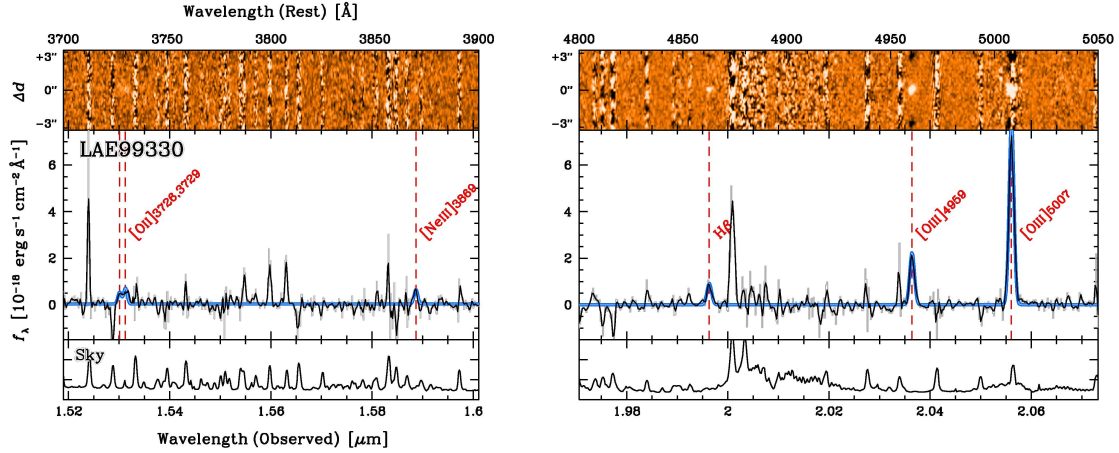 Wavelength (Rest) [Å]
3700 3750 3800 3850 3900
4800 4850 4900 4950 5000 5050
+3"
0"
−3"
Δd
+3"
0"
−3"
LAE99330
[OII]3726,3729
[NeIII]3869
Hβ
[OIII]4959
[OIII]5007
6
4
2
0
6
4
2
0
f_λ [10⁻¹⁸ erg s⁻¹ cm⁻² Å⁻¹]
Sky
1.52 1.54 1.56 1.58 1.6
1.98 2 2.02 2.04 2.06
Wavelength (Observed) [μm]